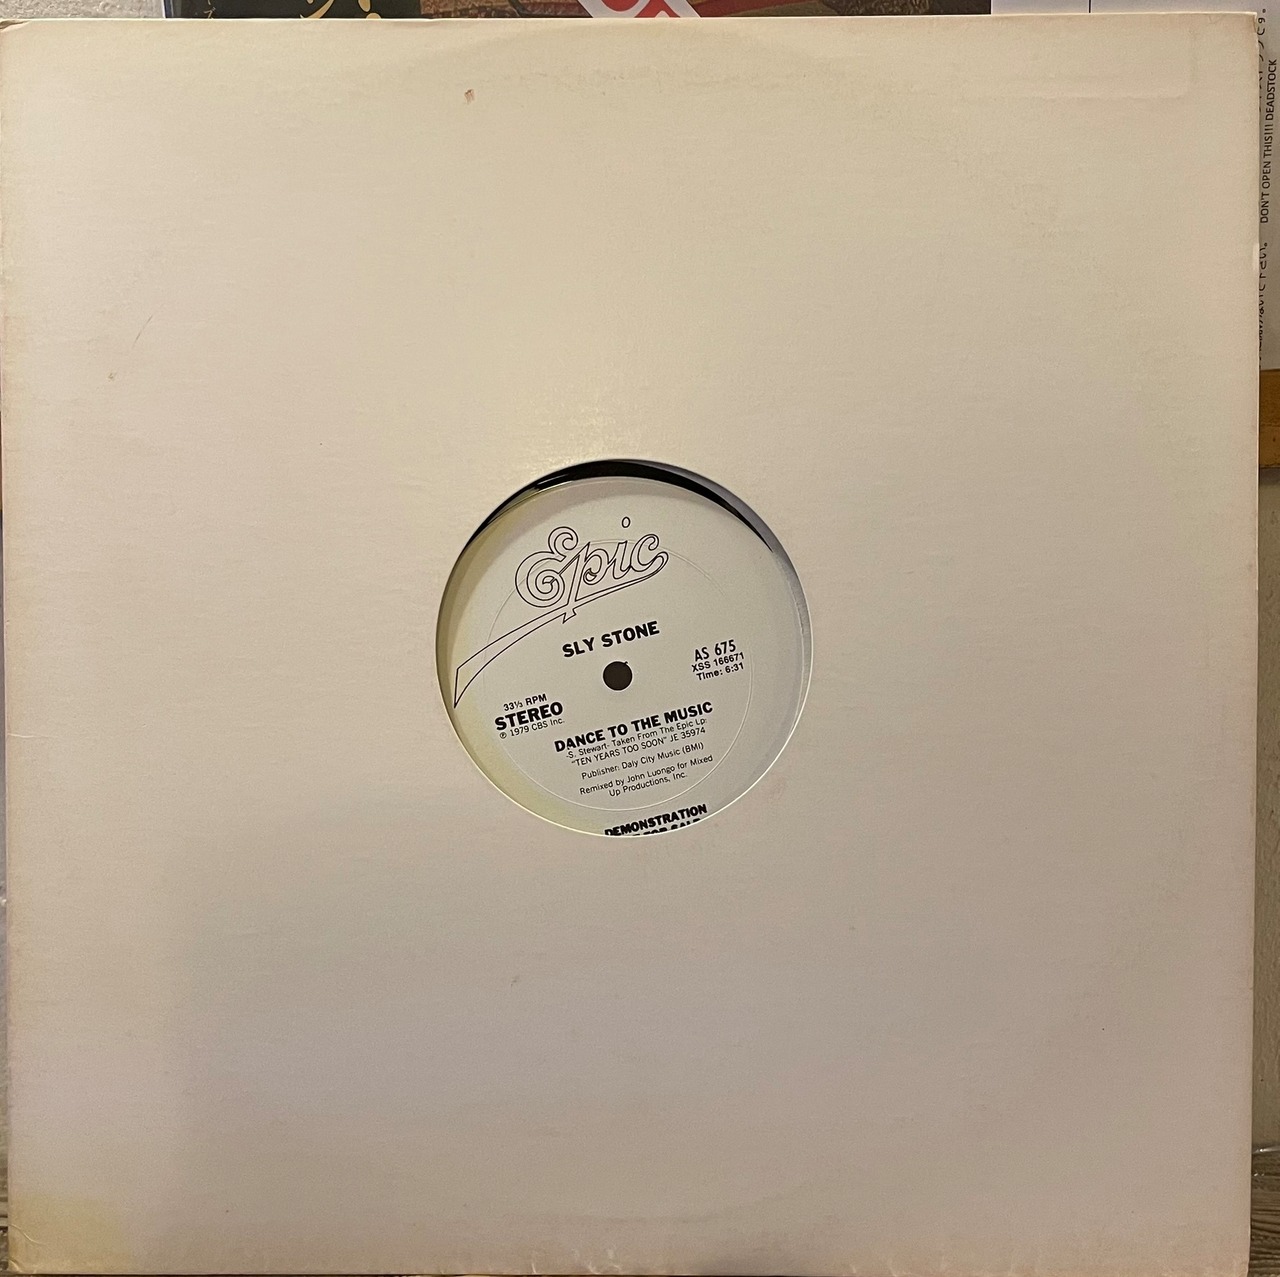 Epic
SLY STONE
AS 675
XSS 166671
Time: 6:31
33⅓ RPM
STEREO
℗ 1979 CBS Inc.
DANCE TO THE MUSIC
-S. Stewart- Taken From The Epic Lp:
"TEN YEARS TOO SOON" JE 35974
Publisher: Daly City Music (BMI)
Remixed by John Luongo for Mixed
Up Productions, Inc.
DEMONSTRATION
DON'T OPEN THIS!!! DEADSTOCK